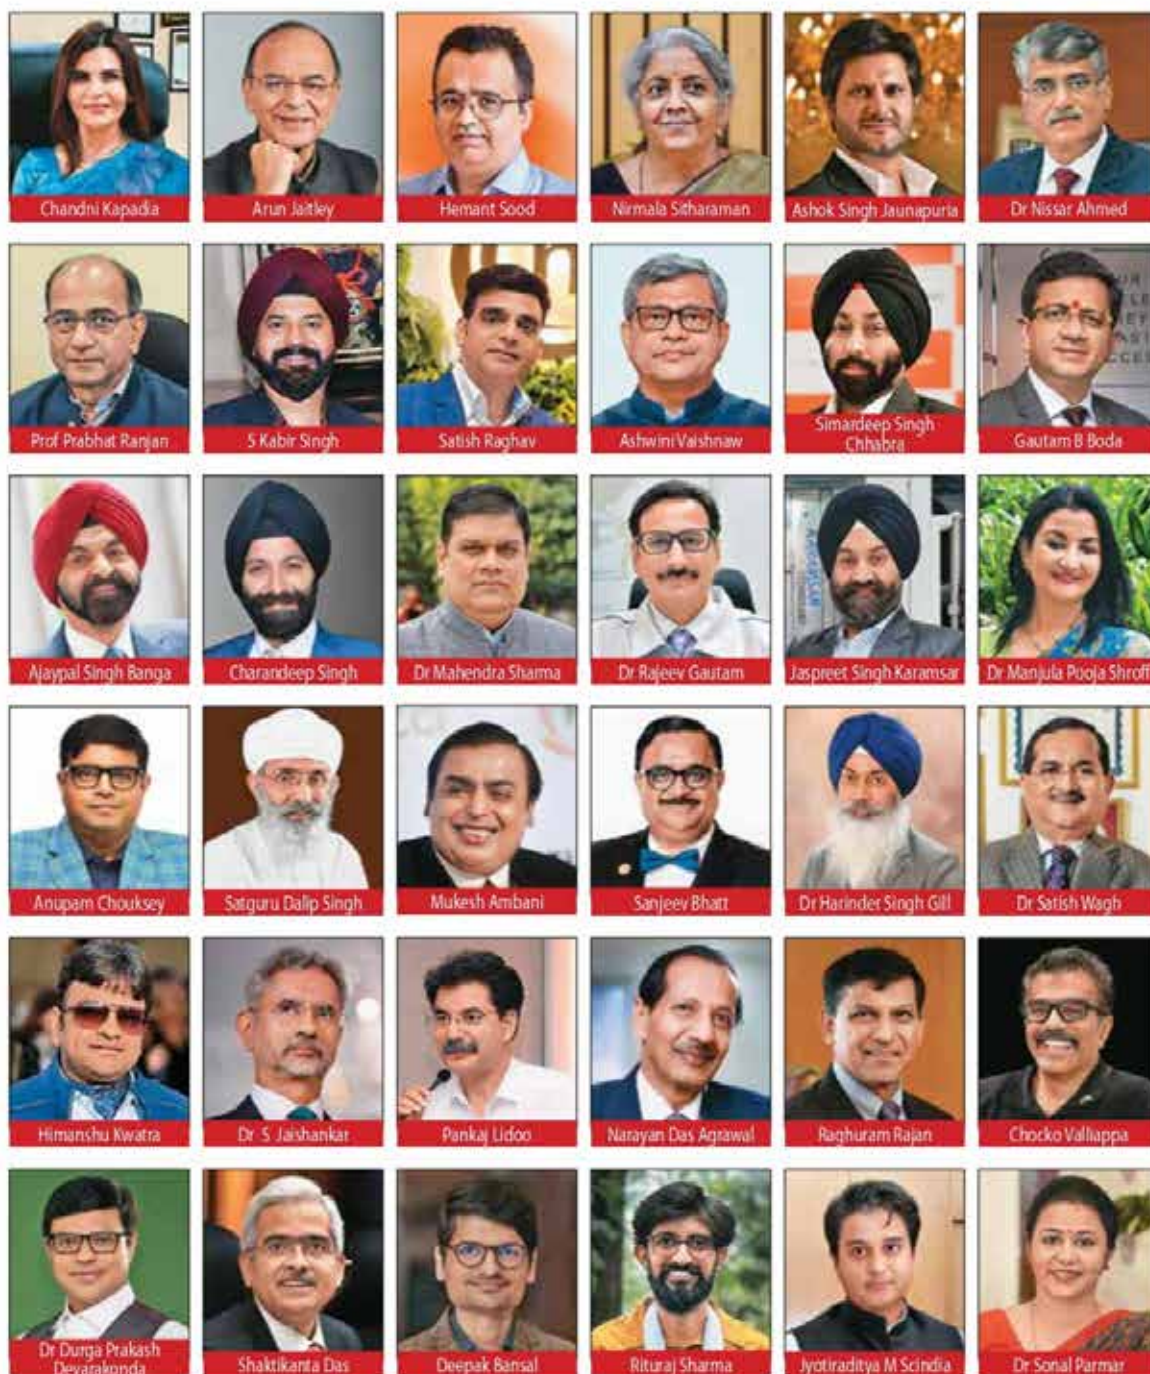 Chandni Kapadia
Arun Jaitley
Hemant Sood
Nirmala Sitharaman
Ashok Singh Jaunapuria
Dr Nissar Ahmed
Prof Prabhat Ranjan
S Kabir Singh
Satish Raghav
Ashwini Vaishnaw
Simardeep Singh
Chhabra
Gautam B Boda
Ajaypal Singh Banga
Charandeep Singh
Dr Mahendra Sharma
Dr Rajeev Gautam
Jaspreet Singh Karamsar
Dr Manjula Pooja Shroff
Anupam Chouksey
Satguru Dalip Singh
Mukesh Ambani
Sanjeev Bhatt
Dr Harinder Singh Gill
Dr Satish Wagh
Himanshu Kwatra
Dr S Jaishankar
Pankaj Lidoo
Narayan Das Agrawal
Raghuram Rajan
Chocko Valliappa
Dr Durga Prakash
Devarakonda
Shaktikanta Das
Deepak Bansal
Rituraj Sharma
Jyotiraditya M Scindia
Dr Sonal Parmar